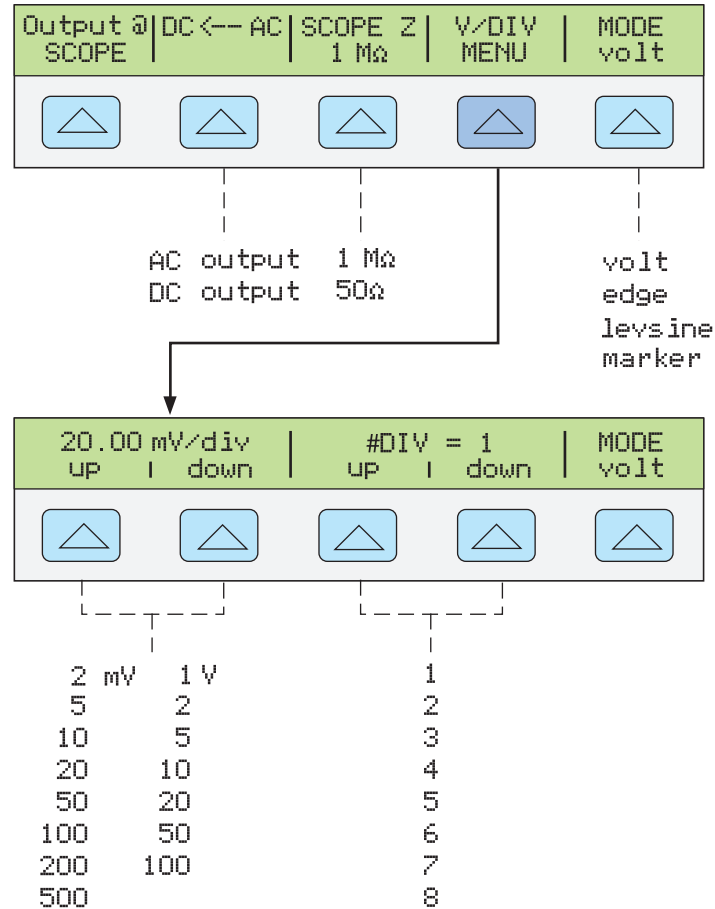 Output @ | DC <-- AC | SCOPE Z | V/DIV | MODE
SCOPE | | 1 MΩ | MENU | volt
AC output 1 MΩ volt
DC output 50Ω edge
levsine
marker
20.00 mV/div | #DIV = 1 | MODE
up | down | up | down | volt
2 mV 1 V 1
5 2 2
10 5 3
20 10 4
50 20 5
100 50 6
200 100 7
500 8